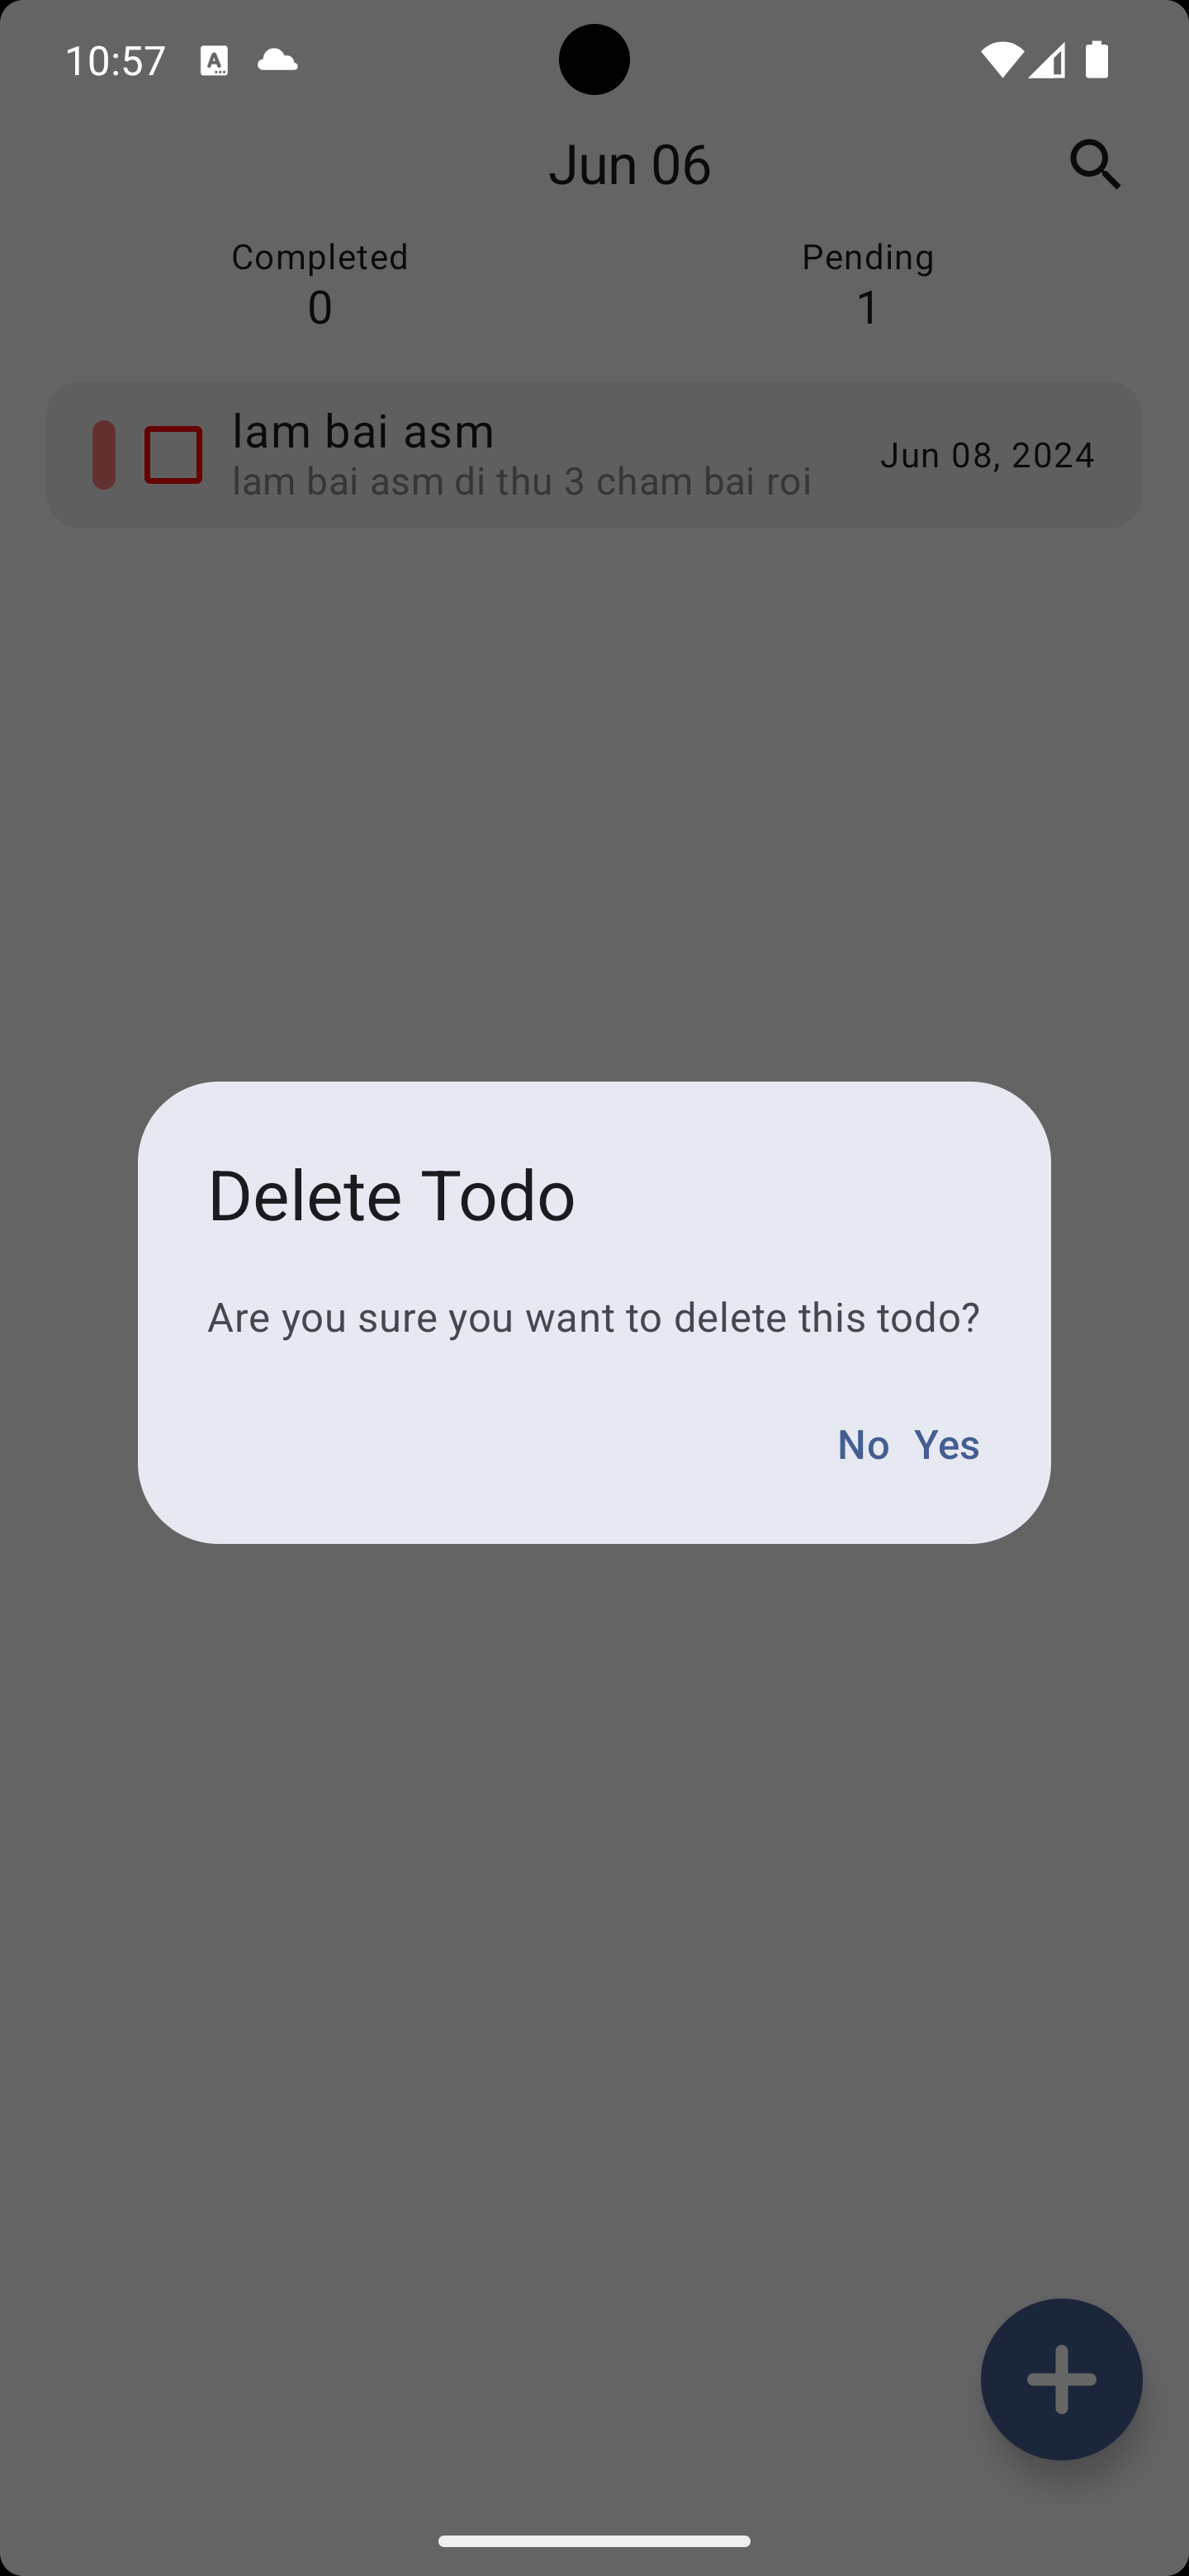 10:57
Jun 06
Completed
0
Pending
1
lam bai asm
lam bai asm di thu 3 cham bai roi
Jun 08, 2024
Delete Todo
Are you sure you want to delete this todo?
No Yes